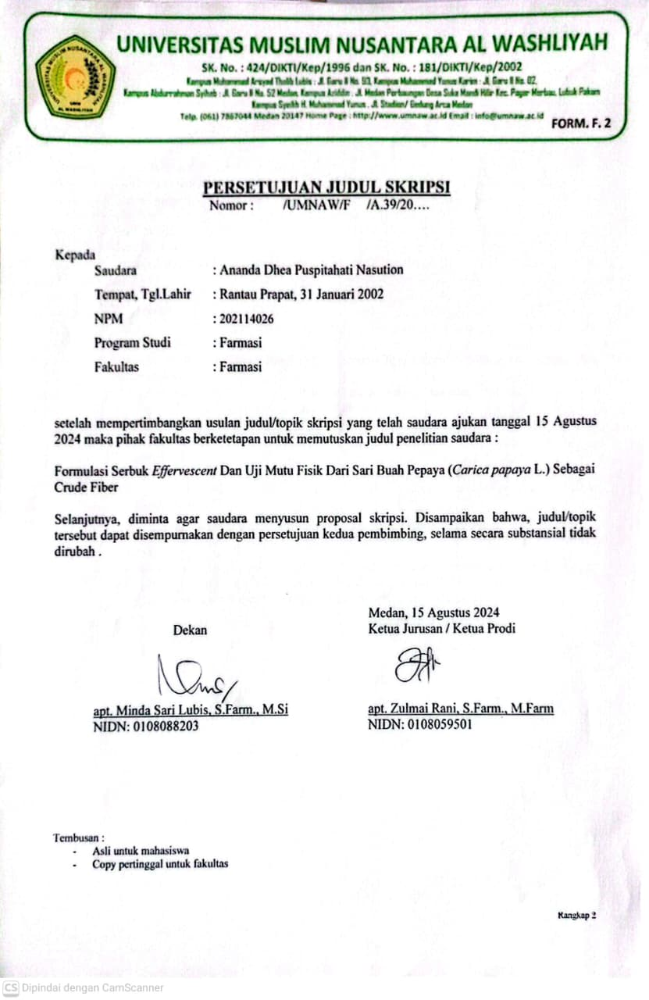 UNIVERSITAS MUSLIM NUSANTARA AL WASHLIYAH
SK. No. : 424/DIKTI/Kep/1996 dan SK. No. : 181/DIKTI/Kep/2002
Kampus Muhammad Arsyad Thalib Lubis : Jl. Garu II No. 93, Kampus Muhammad Yunus Karim : Jl. Garu II No. 02,
Kampus Abdurrahman Syihab : Jl. Garu II No. 52 Medan, Kampus Aziddin : Jl. Medan Perbaungan Desa Suka Mandi Hilir Kec. Pagar Merbau, Lubuk Pakam
Kampus Syeikh H. Muhammad Yunus , Jl. Stadion/ Gedung Arca Medan
Telp. (061) 7867044 Medan 20147 Home Page : http://www.umnaw.ac.id Email : info@umnaw.ac.id
FORM. F. 2
UNIVERSITAS MUSLIM NUSANTARA
UMN
AL WASHLIYAH
PERSETUJUAN JUDUL SKRIPSI
Nomor : /UMNAW/F /A.39/20....
Kepada
Saudara : Ananda Dhea Puspitahati Nasution
Tempat, Tgl.Lahir : Rantau Prapat, 31 Januari 2002
NPM : 202114026
Program Studi : Farmasi
Fakultas : Farmasi
setelah mempertimbangkan usulan judul/topik skripsi yang telah saudara ajukan tanggal 15 Agustus
2024 maka pihak fakultas berketetapan untuk memutuskan judul penelitian saudara :
Formulasi Serbuk Effervescent Dan Uji Mutu Fisik Dari Sari Buah Pepaya (Carica papaya L.) Sebagai
Crude Fiber
Selanjutnya, diminta agar saudara menyusun proposal skripsi. Disampaikan bahwa, judul/topik
tersebut dapat disempurnakan dengan persetujuan kedua pembimbing, selama secara substansial tidak
dirubah .
Medan, 15 Agustus 2024
Dekan
Ketua Jurusan / Ketua Prodi
apt. Minda Sari Lubis, S.Farm., M.Si
NIDN: 0108088203
apt. Zulmai Rani, S.Farm., M.Farm
NIDN: 0108059501
Tembusan :
- Asli untuk mahasiswa
- Copy pertinggal untuk fakultas
Rangkap 2
CS Dipindai dengan CamScanner